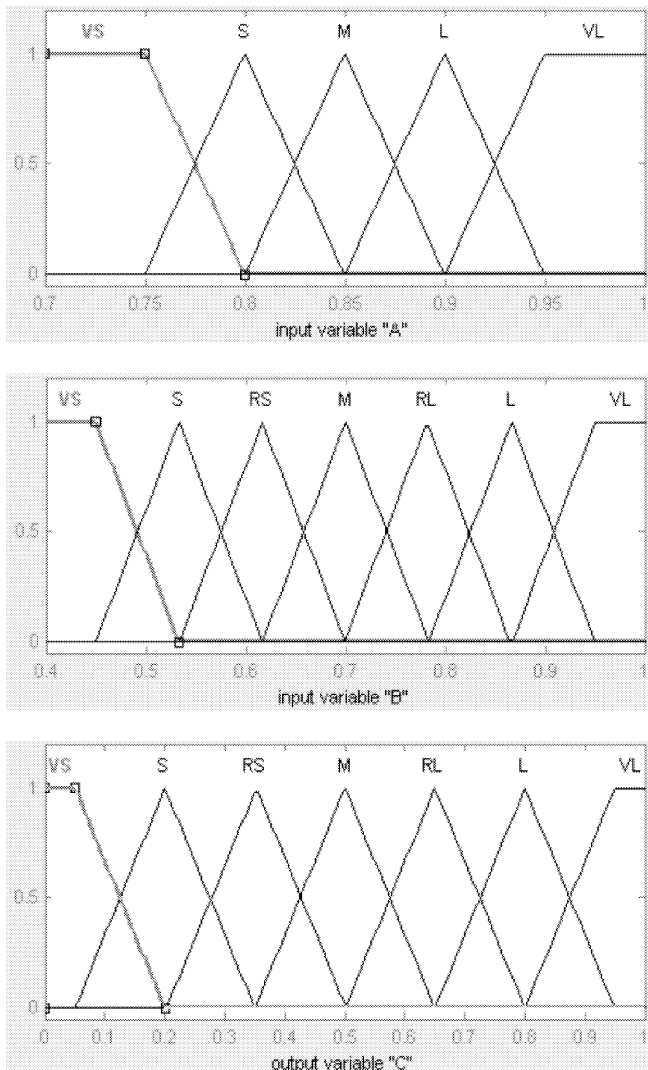 VS S M L VL
1
0.5
0
0.7 0.75 0.8 0.85 0.9 0.95 1
input variable "A"
VS S RS M RL L VL
1
0.5
0
0.4 0.5 0.6 0.7 0.8 0.9 1
input variable "B"
VS S RS M RL L VL
1
0.5
0
0 0.1 0.2 0.3 0.4 0.5 0.6 0.7 0.8 0.9 1
output variable "C"